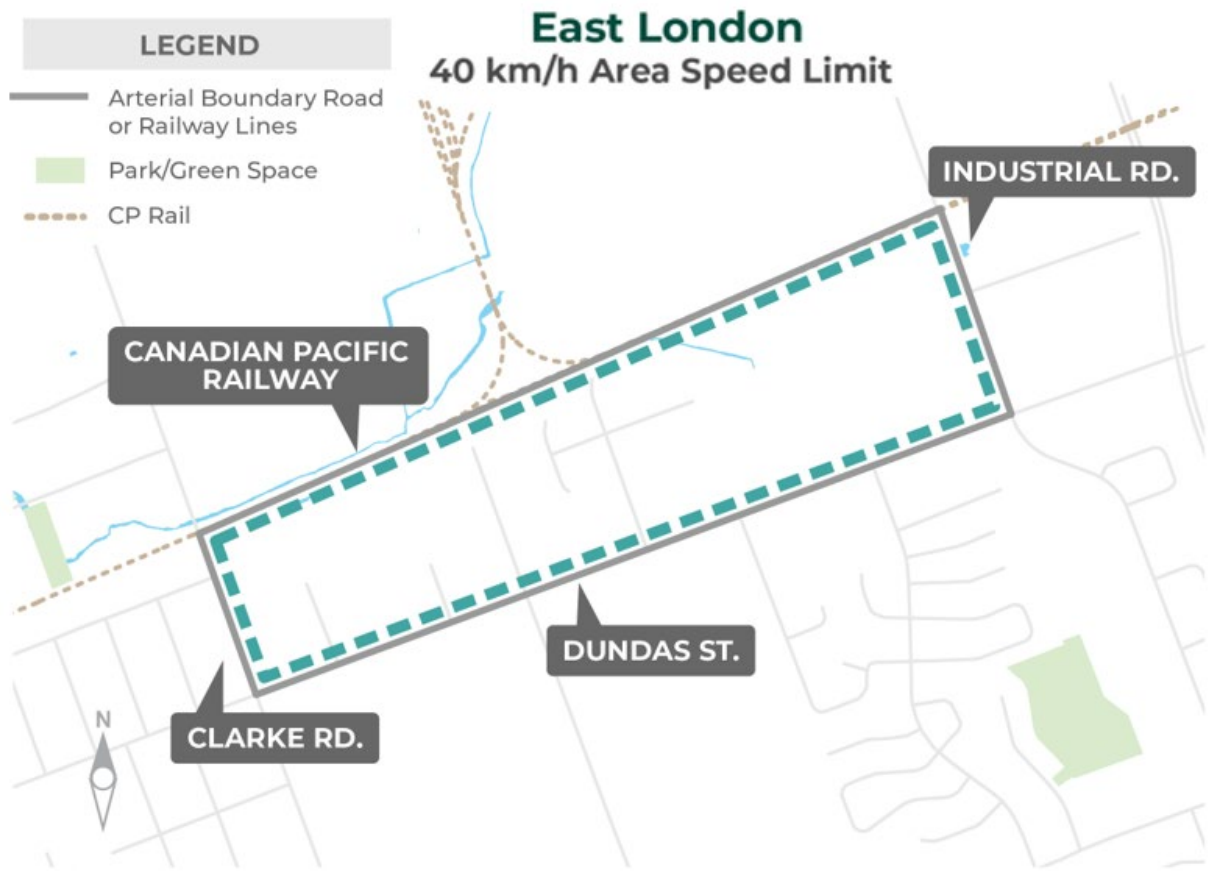 East London
40 km/h Area Speed Limit
LEGEND
Arterial Boundary Road
or Railway Lines
Park/Green Space
CP Rail
INDUSTRIAL RD.
CANADIAN PACIFIC
RAILWAY
DUNDAS ST.
CLARKE RD.
N